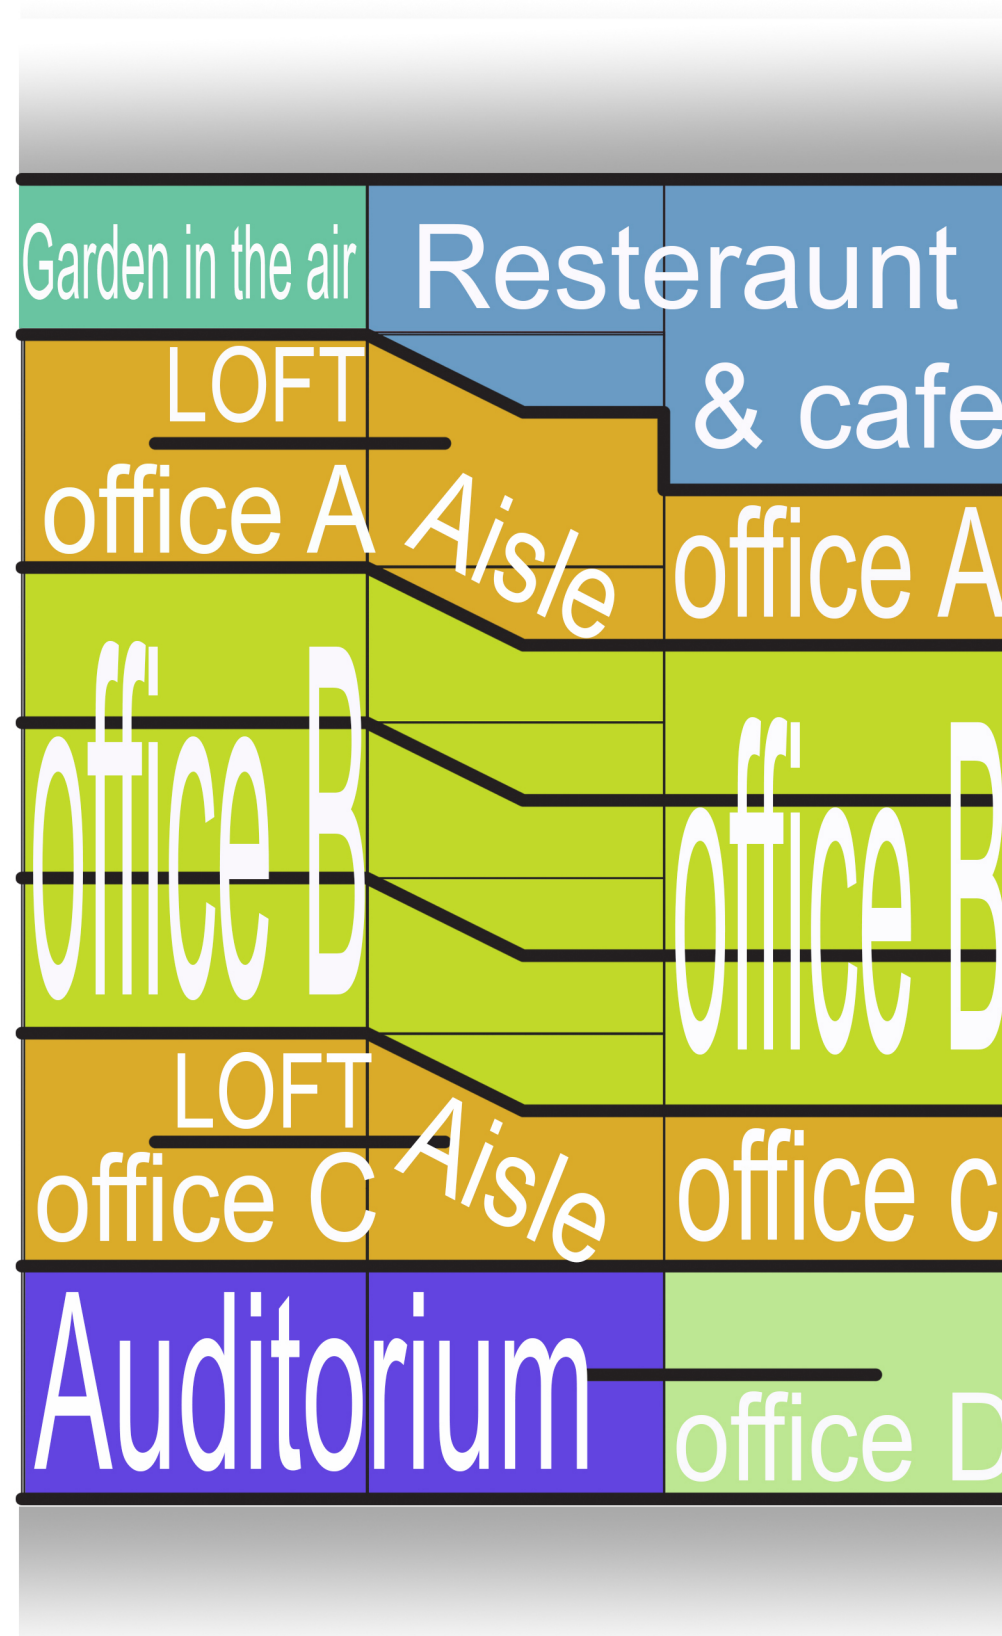 Garden in the air
Resteraunt
& cafe
LOFT
office A
Aisle
office A
office B
office B
LOFT
office C
Aisle
office c
Auditorium
office D